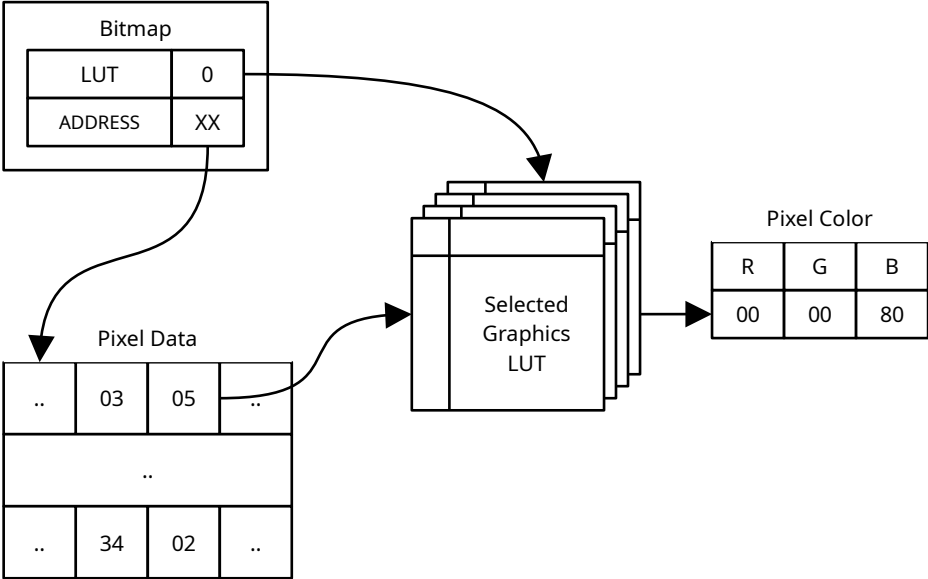 Bitmap
LUT 0
ADDRESS XX
Pixel Color
R G B
00 00 80
Selected
Graphics
LUT
Pixel Data
.. 03 05 ..
..
.. 34 02 ..